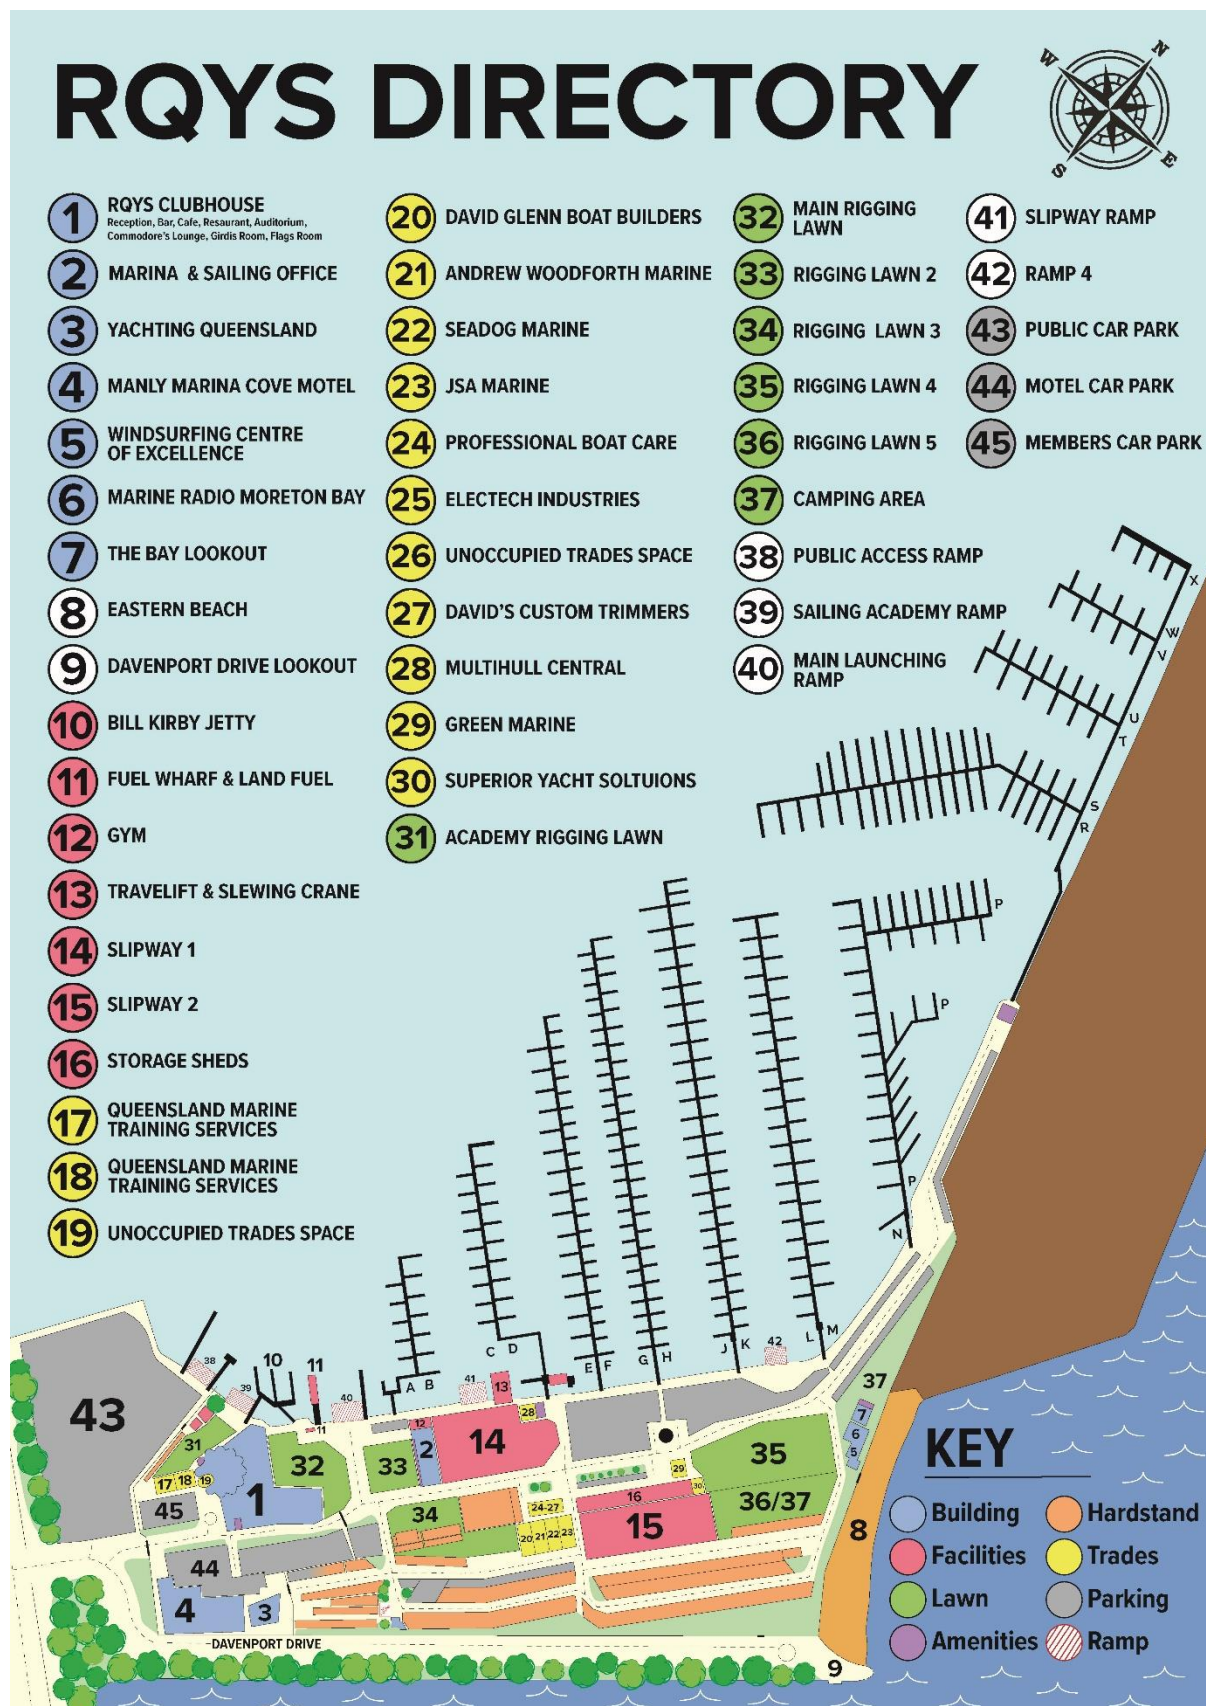 RQYS DIRECTORY
W
N
S
E
1
RQYS CLUBHOUSE
Reception, Bar, Cafe, Resaurant, Auditorium,
Commodore's Lounge, Girdis Room, Flags Room
2 MARINA & SAILING OFFICE
3 YACHTING QUEENSLAND
4 MANLY MARINA COVE MOTEL
5 WINDSURFING CENTRE
OF EXCELLENCE
6 MARINE RADIO MORETON BAY
7 THE BAY LOOKOUT
8 EASTERN BEACH
9 DAVENPORT DRIVE LOOKOUT
10 BILL KIRBY JETTY
11 FUEL WHARF & LAND FUEL
12 GYM
13 TRAVELIFT & SLEWING CRANE
14 SLIPWAY 1
15 SLIPWAY 2
16 STORAGE SHEDS
17 QUEENSLAND MARINE
TRAINING SERVICES
18 QUEENSLAND MARINE
TRAINING SERVICES
19 UNOCCUPIED TRADES SPACE
20 DAVID GLENN BOAT BUILDERS
21 ANDREW WOODFORTH MARINE
22 SEADOG MARINE
23 JSA MARINE
24 PROFESSIONAL BOAT CARE
25 ELECTECH INDUSTRIES
26 UNOCCUPIED TRADES SPACE
27 DAVID'S CUSTOM TRIMMERS
28 MULTIHULL CENTRAL
29 GREEN MARINE
30 SUPERIOR YACHT SOLTUIONS
31 ACADEMY RIGGING LAWN
32 MAIN RIGGING
LAWN
33 RIGGING LAWN 2
34 RIGGING LAWN 3
35 RIGGING LAWN 4
36 RIGGING LAWN 5
37 CAMPING AREA
38 PUBLIC ACCESS RAMP
39 SAILING ACADEMY RAMP
40 MAIN LAUNCHING
RAMP
41 SLIPWAY RAMP
42 RAMP 4
43 PUBLIC CAR PARK
44 MOTEL CAR PARK
45 MEMBERS CAR PARK
X
W
V
U
T
S
R
P
P
P
N
M
L
K
J
H
G
F
E
D
C
B
A
42
41
13
40
11
10
38
39
43
31
17 18 19
45
1
11
32
33
12
2
14
28
37
7
6
5
35
29
30
36/37
16
15
24-27
20 21 22 23
34
44
4
3
8
9
DAVENPORT DRIVE
KEY
Building
Hardstand
Facilities
Trades
Lawn
Parking
Amenities
Ramp